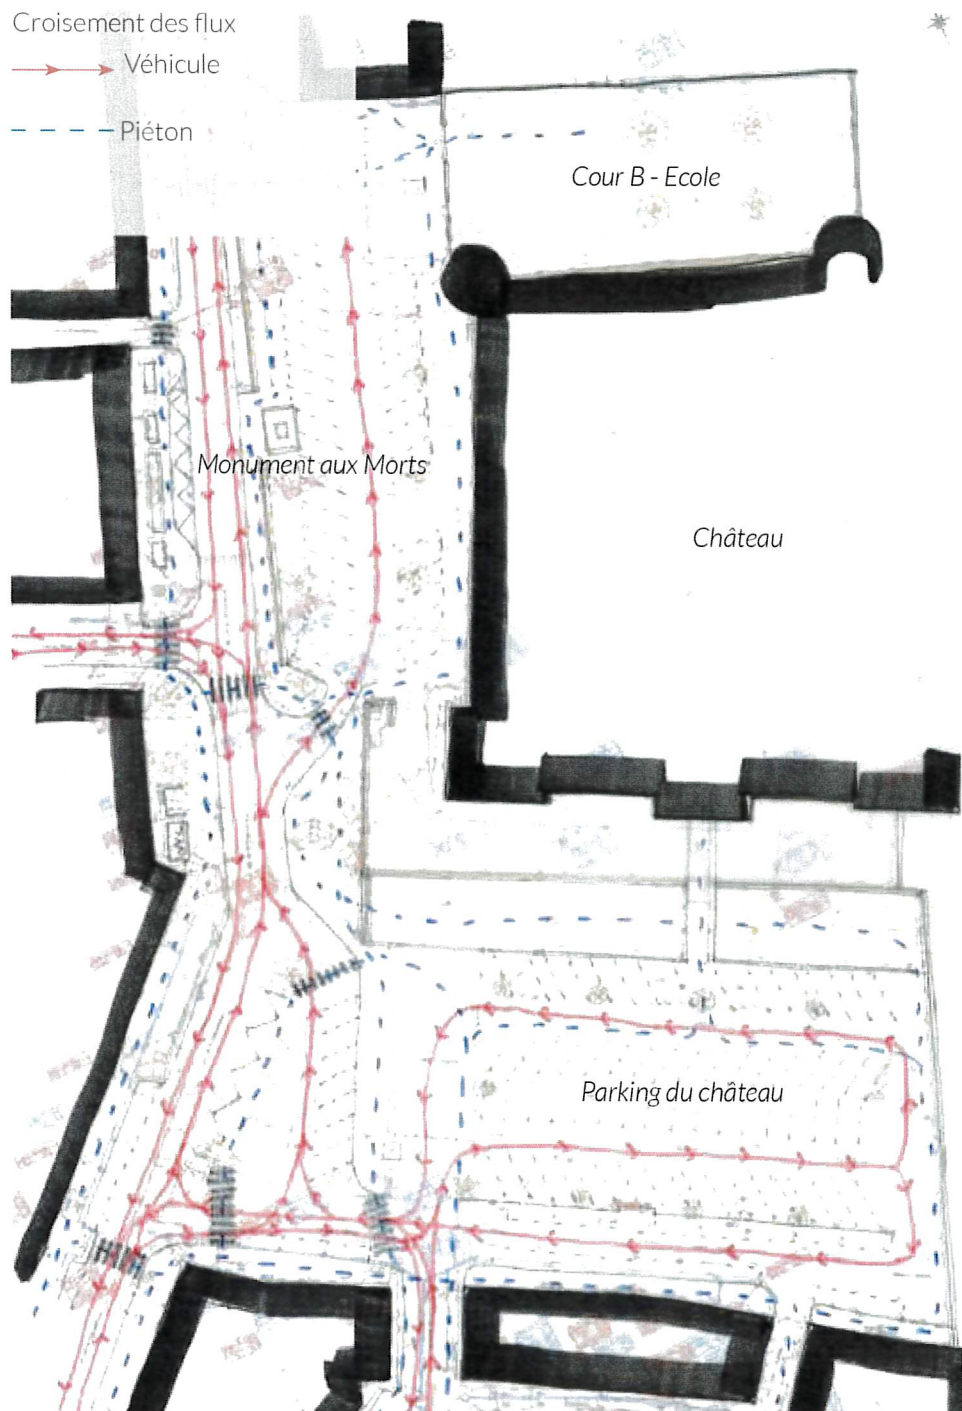 Croisement des flux
Véhicule
Piéton
Cour B - Ecole
Monument aux Morts
Château
Parking du château